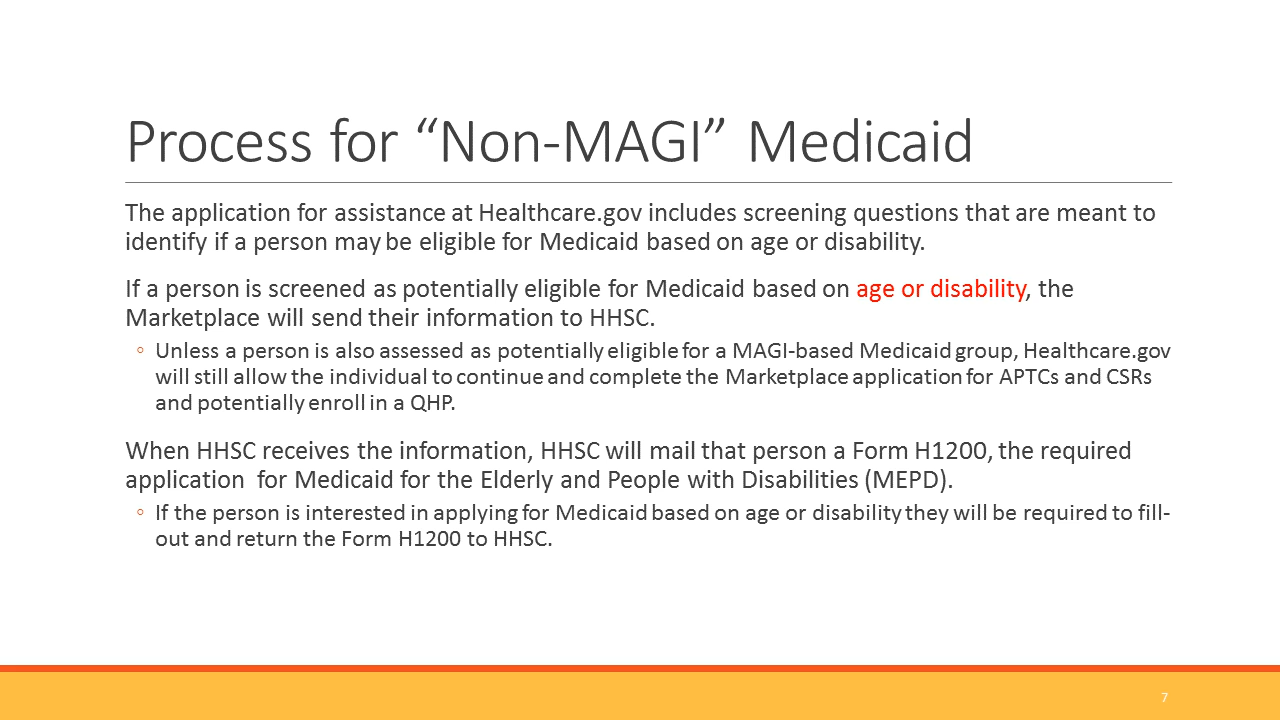 Process for “Non-MAGI” Medicaid
The application for assistance at Healthcare.gov includes screening questions that are meant to
identify if a person may be eligible for Medicaid based on age or disability.
If a person is screened as potentially eligible for Medicaid based on age or disability, the
Marketplace will send their information to HHSC.
◦ Unless a person is also assessed as potentially eligible for a MAGI-based Medicaid group, Healthcare.gov
will still allow the individual to continue and complete the Marketplace application for APTCs and CSRs
and potentially enroll in a QHP.
When HHSC receives the information, HHSC will mail that person a Form H1200, the required
application  for Medicaid for the Elderly and People with Disabilities (MEPD).
◦ If the person is interested in applying for Medicaid based on age or disability they will be required to fill-
out and return the Form H1200 to HHSC.
7